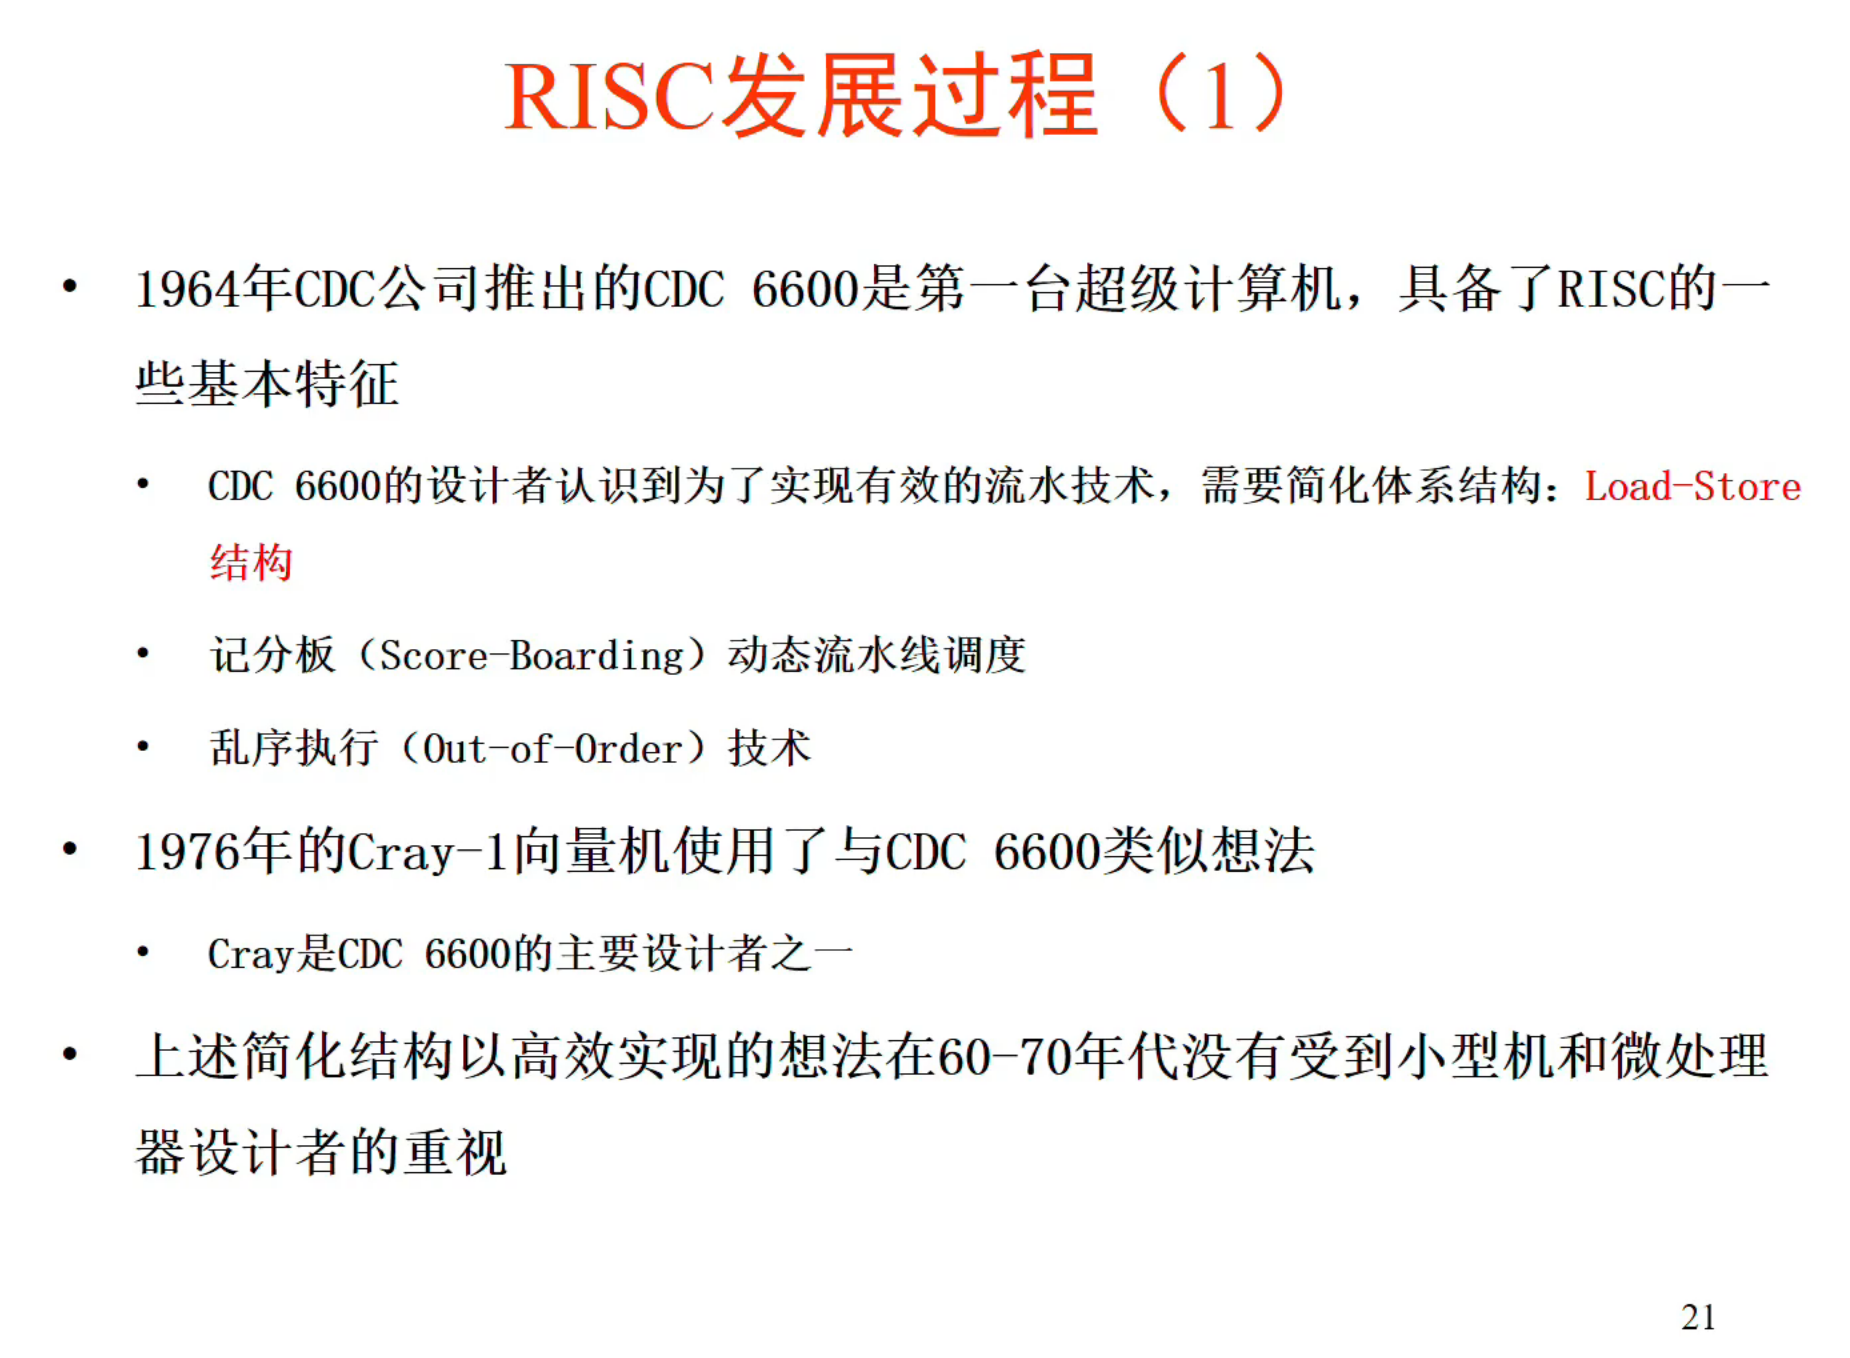 RISC发展过程（1）
• 1964年CDC公司推出的CDC 6600是第一台超级计算机，具备了RISC的一
些基本特征
• CDC 6600的设计者认识到为了实现有效的流水技术，需要简化体系结构：Load-Store
结构
• 记分板（Score-Boarding）动态流水线调度
• 乱序执行（Out-of-Order）技术
• 1976年的Cray-1向量机使用了与CDC 6600类似想法
• Cray是CDC 6600的主要设计者之一
• 上述简化结构以高效实现的想法在60-70年代没有受到小型机和微处理
器设计者的重视
21